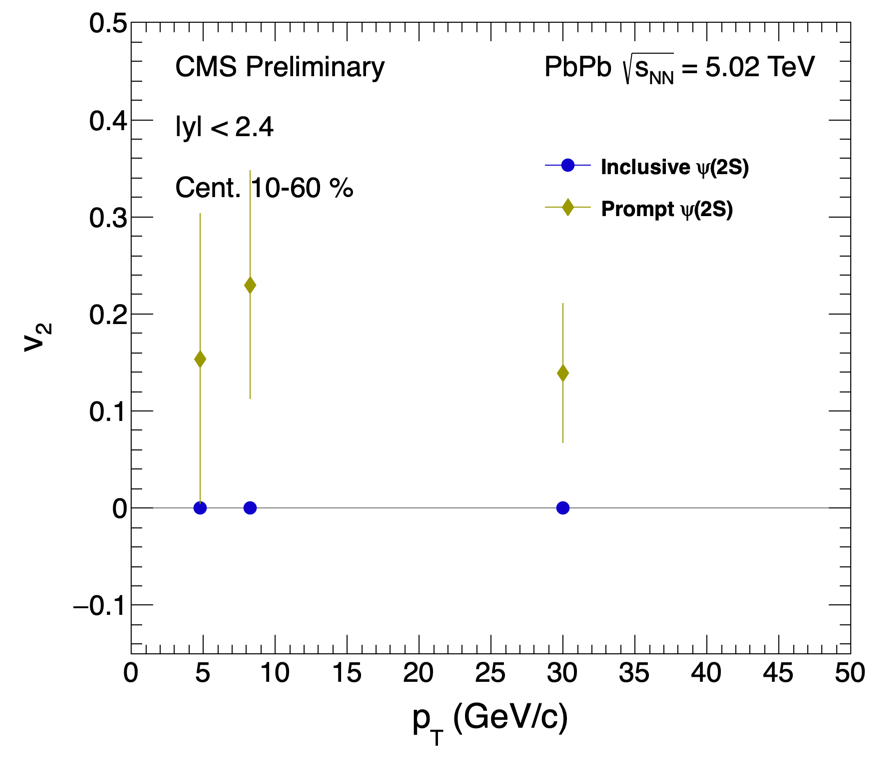 CMS Preliminary
PbPb √s_NN = 5.02 TeV
|y| < 2.4
Cent. 10-60 %
Inclusive ψ(2S)
Prompt ψ(2S)
v₂
0.5
0.4
0.3
0.2
0.1
0
−0.1
0 5 10 15 20 25 30 35 40 45 50
p_T (GeV/c)